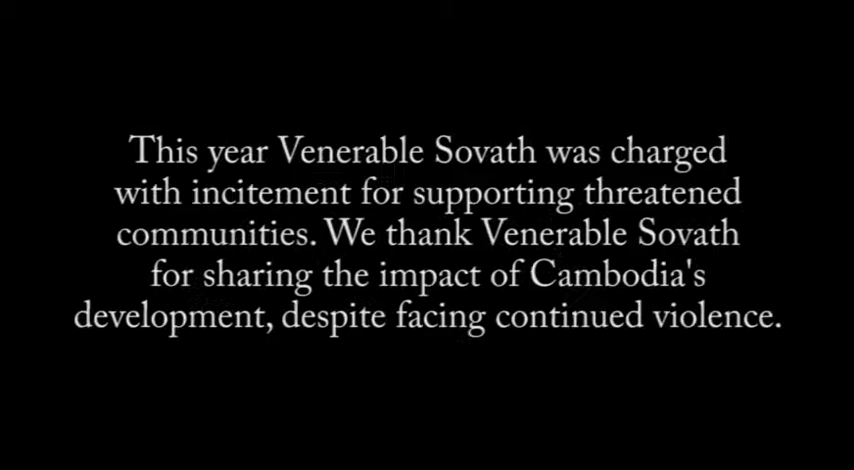 This year Venerable Sovath was charged
with incitement for supporting threatened
communities. We thank Venerable Sovath
for sharing the impact of Cambodia's
development, despite facing continued violence.